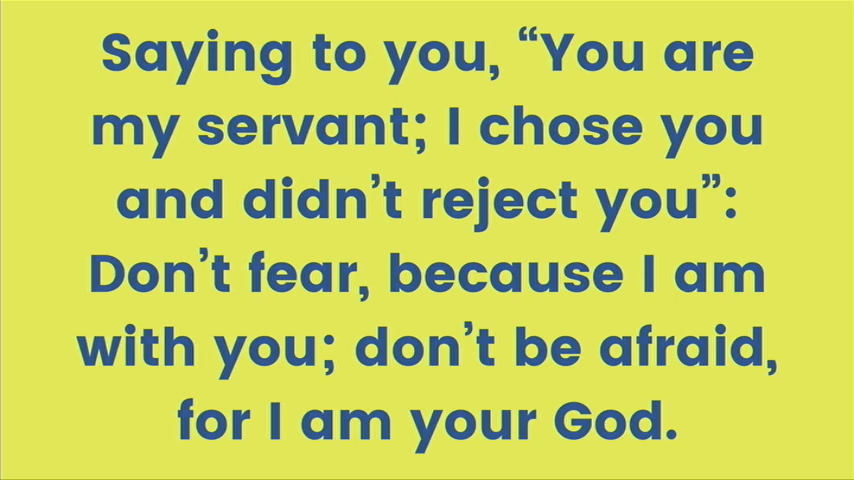 Saying to you, “You are
my servant; I chose you
and didn’t reject you”:
Don’t fear, because I am
with you; don’t be afraid,
for I am your God.